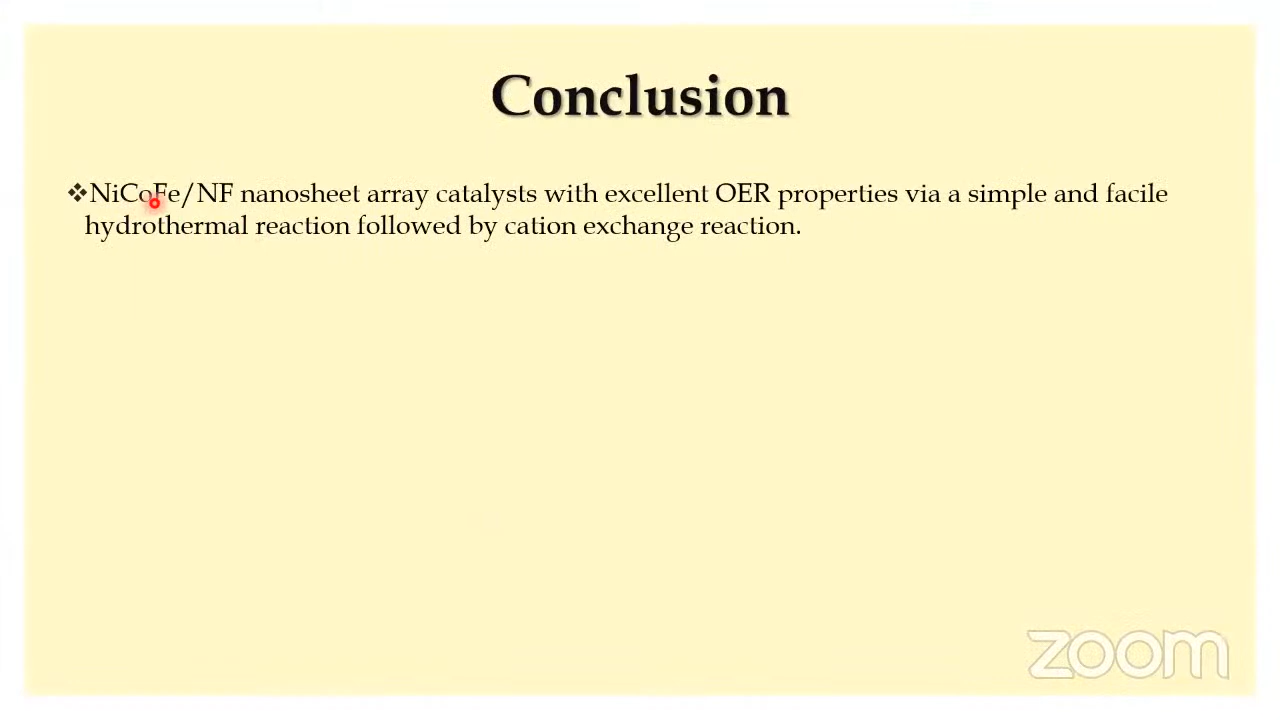 Conclusion
❖NiCoFe/NF nanosheet array catalysts with excellent OER properties via a simple and facile
hydrothermal reaction followed by cation exchange reaction.
zoom